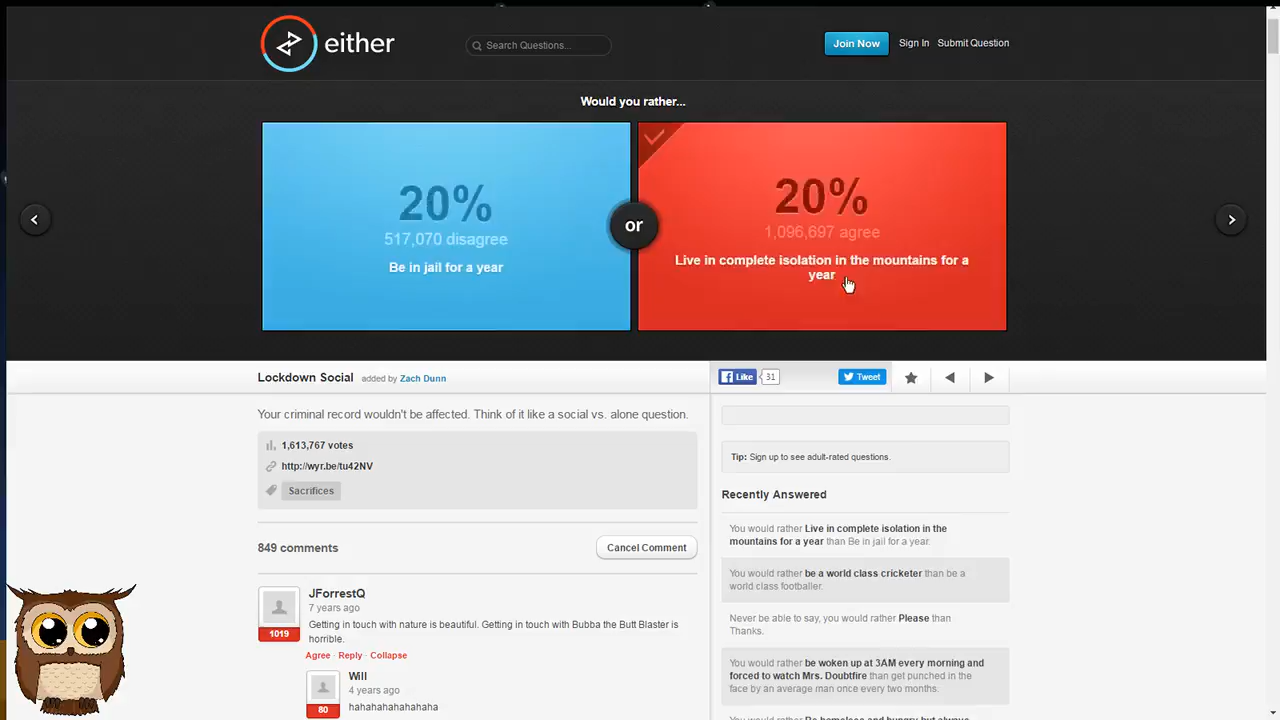 either
Search Questions...
Join Now
Sign In
Submit Question
Would you rather...
20%
517,070 disagree
Be in jail for a year
or
20%
1,096,697 agree
Live in complete isolation in the mountains for a
year
Lockdown Social added by Zach Dunn
Like 31
Tweet
Your criminal record wouldn't be affected. Think of it like a social vs. alone question.
1,613,767 votes
http://wyr.be/tu42NV
Sacrifices
849 comments
Cancel Comment
JForrestQ
7 years ago
1019
Getting in touch with nature is beautiful. Getting in touch with Bubba the Butt Blaster is
horrible.
Agree · Reply · Collapse
Will
4 years ago
80
hahahahahahaha
Tip: Sign up to see adult-rated questions.
Recently Answered
You would rather Live in complete isolation in the
mountains for a year than Be in jail for a year.
You would rather be a world class cricketer than be a
world class footballer.
Never be able to say, you would rather Please than
Thanks.
You would rather be woken up at 3AM every morning and
forced to watch Mrs. Doubtfire than get punched in the
face by an average man once every two months.